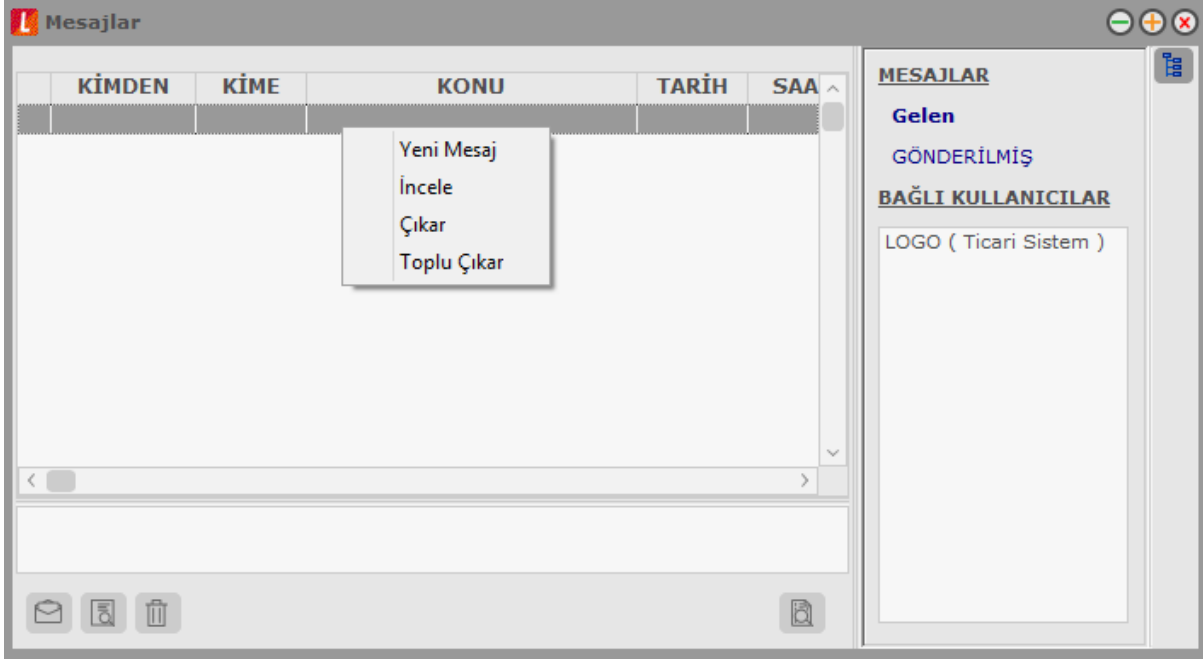 Mesajlar
KİMDEN KİME KONU TARİH SAA
Yeni Mesaj
İncele
Çıkar
Toplu Çıkar
MESAJLAR
Gelen
GÖNDERİLMİŞ
BAĞLI KULLANICILAR
LOGO ( Ticari Sistem )